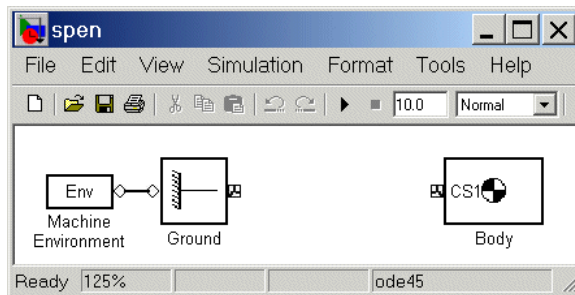 spen
File Edit View Simulation Format Tools Help
10.0 Normal
Env
CS1
Machine
Environment
Ground
Body
Ready 125% ode45